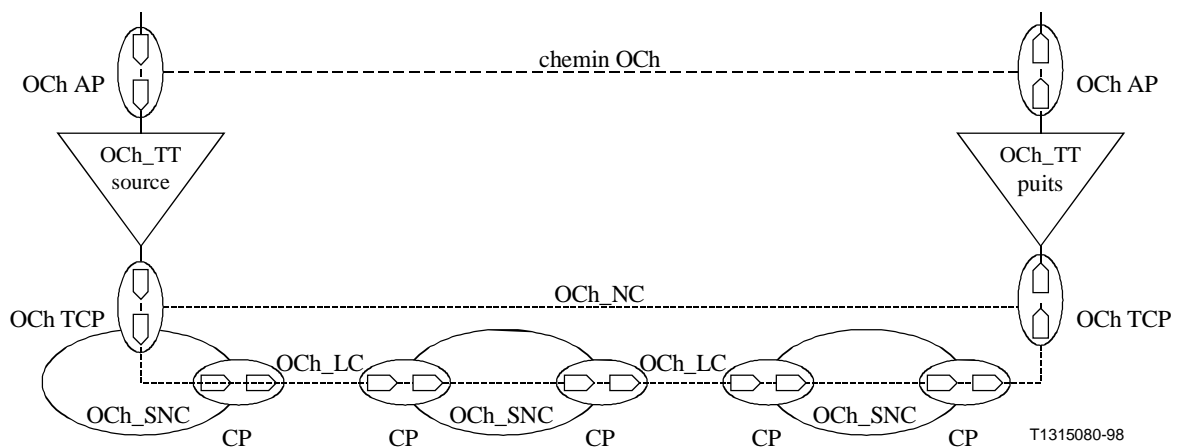 chemin OCh
OCh AP
OCh AP
OCh_TT
source
OCh_TT
puits
OCh_NC
OCh TCP
OCh TCP
OCh_LC
OCh_LC
OCh_SNC
OCh_SNC
OCh_SNC
CP
CP
CP
CP
CP
T1315080-98